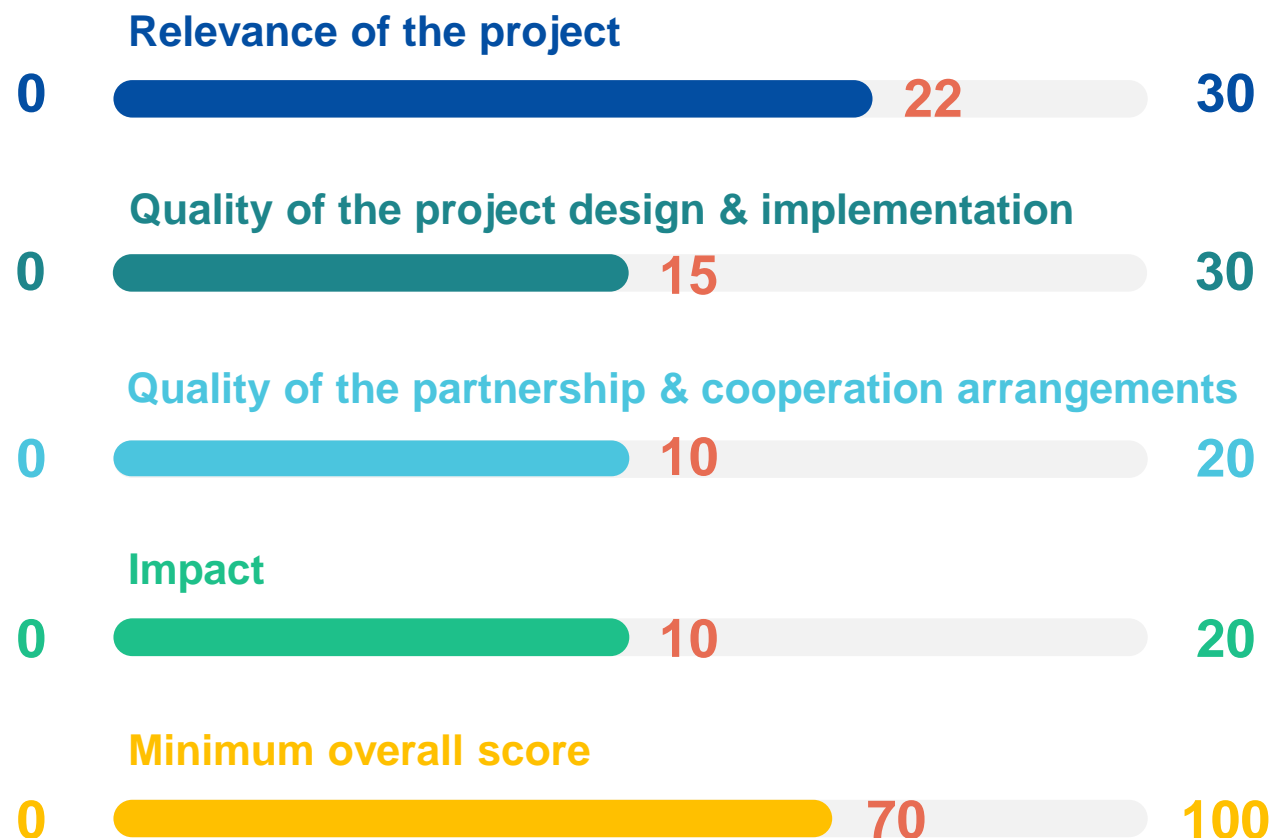 Relevance of the project
0 22 30
Quality of the project design & implementation
0 15 30
Quality of the partnership & cooperation arrangements
0 10 20
Impact
0 10 20
Minimum overall score
0 70 100